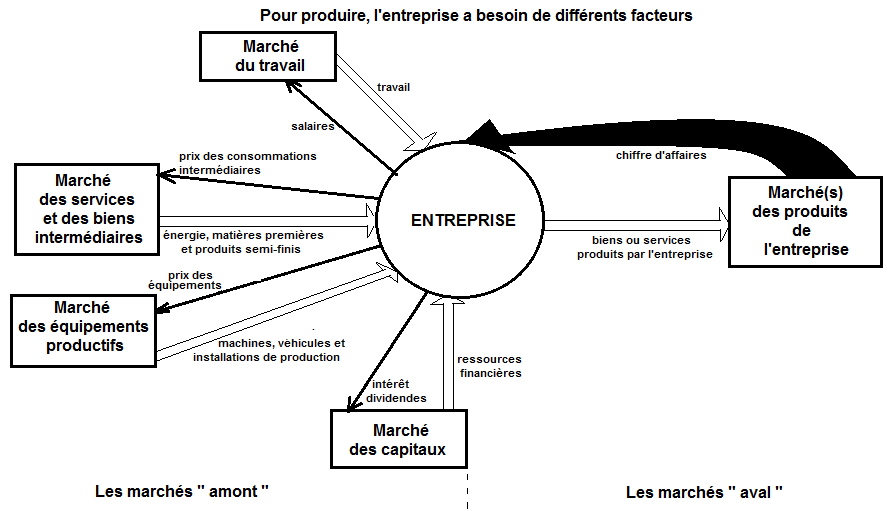 Pour produire, l'entreprise a besoin de différents facteurs
Marché
du travail
travail
salaires
prix des consommations
intermédiaires
chiffre d'affaires
Marché
des services
et des biens
intermédiaires
énergie, matières premières
et produits semi-finis
ENTREPRISE
biens ou services
produits par l'entreprise
Marché(s)
des produits
de
l'entreprise
prix des
équipements
Marché
des équipements
productifs
machines, véhicules et
installations de production
ressources
financières
intérêt
dividendes
Marché
des capitaux
Les marchés " amont "
Les marchés " aval "